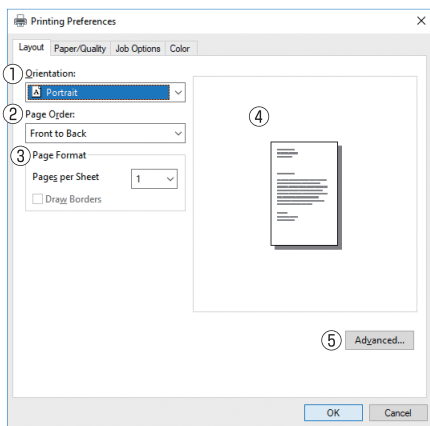 Printing Preferences
Layout Paper/Quality Job Options Color
① Orientation:
A Portrait
② Page Order:
Front to Back
③ Page Format
Pages per Sheet 1
Draw Borders
④
⑤ Advanced...
OK Cancel